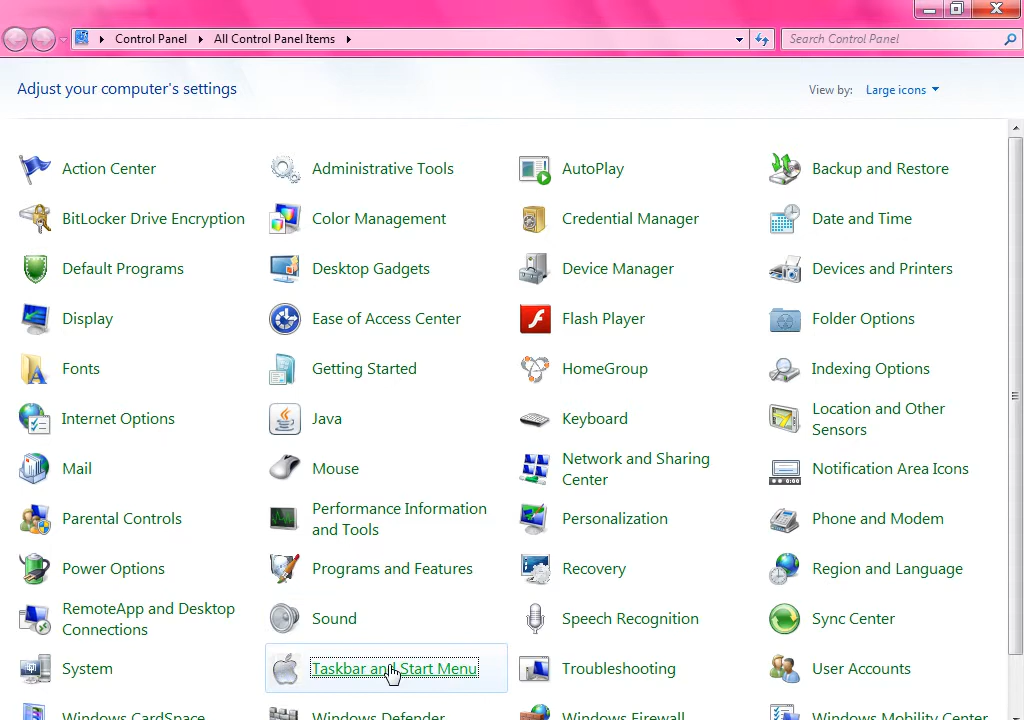 Control Panel All Control Panel Items Search Control Panel
Adjust your computer's settings View by: Large icons
Action Center Administrative Tools AutoPlay Backup and Restore
BitLocker Drive Encryption Color Management Credential Manager Date and Time
Default Programs Desktop Gadgets Device Manager Devices and Printers
Display Ease of Access Center Flash Player Folder Options
Fonts Getting Started HomeGroup Indexing Options
Internet Options Java Keyboard Location and Other
Sensors
Mail Mouse Network and Sharing
Center Notification Area Icons
Parental Controls Performance Information
and Tools Personalization Phone and Modem
Power Options Programs and Features Recovery Region and Language
RemoteApp and Desktop
Connections Sound Speech Recognition Sync Center
System Taskbar and Start Menu Troubleshooting User Accounts
Windows CardSpace Windows Defender Windows Firewall Windows Mobility Center